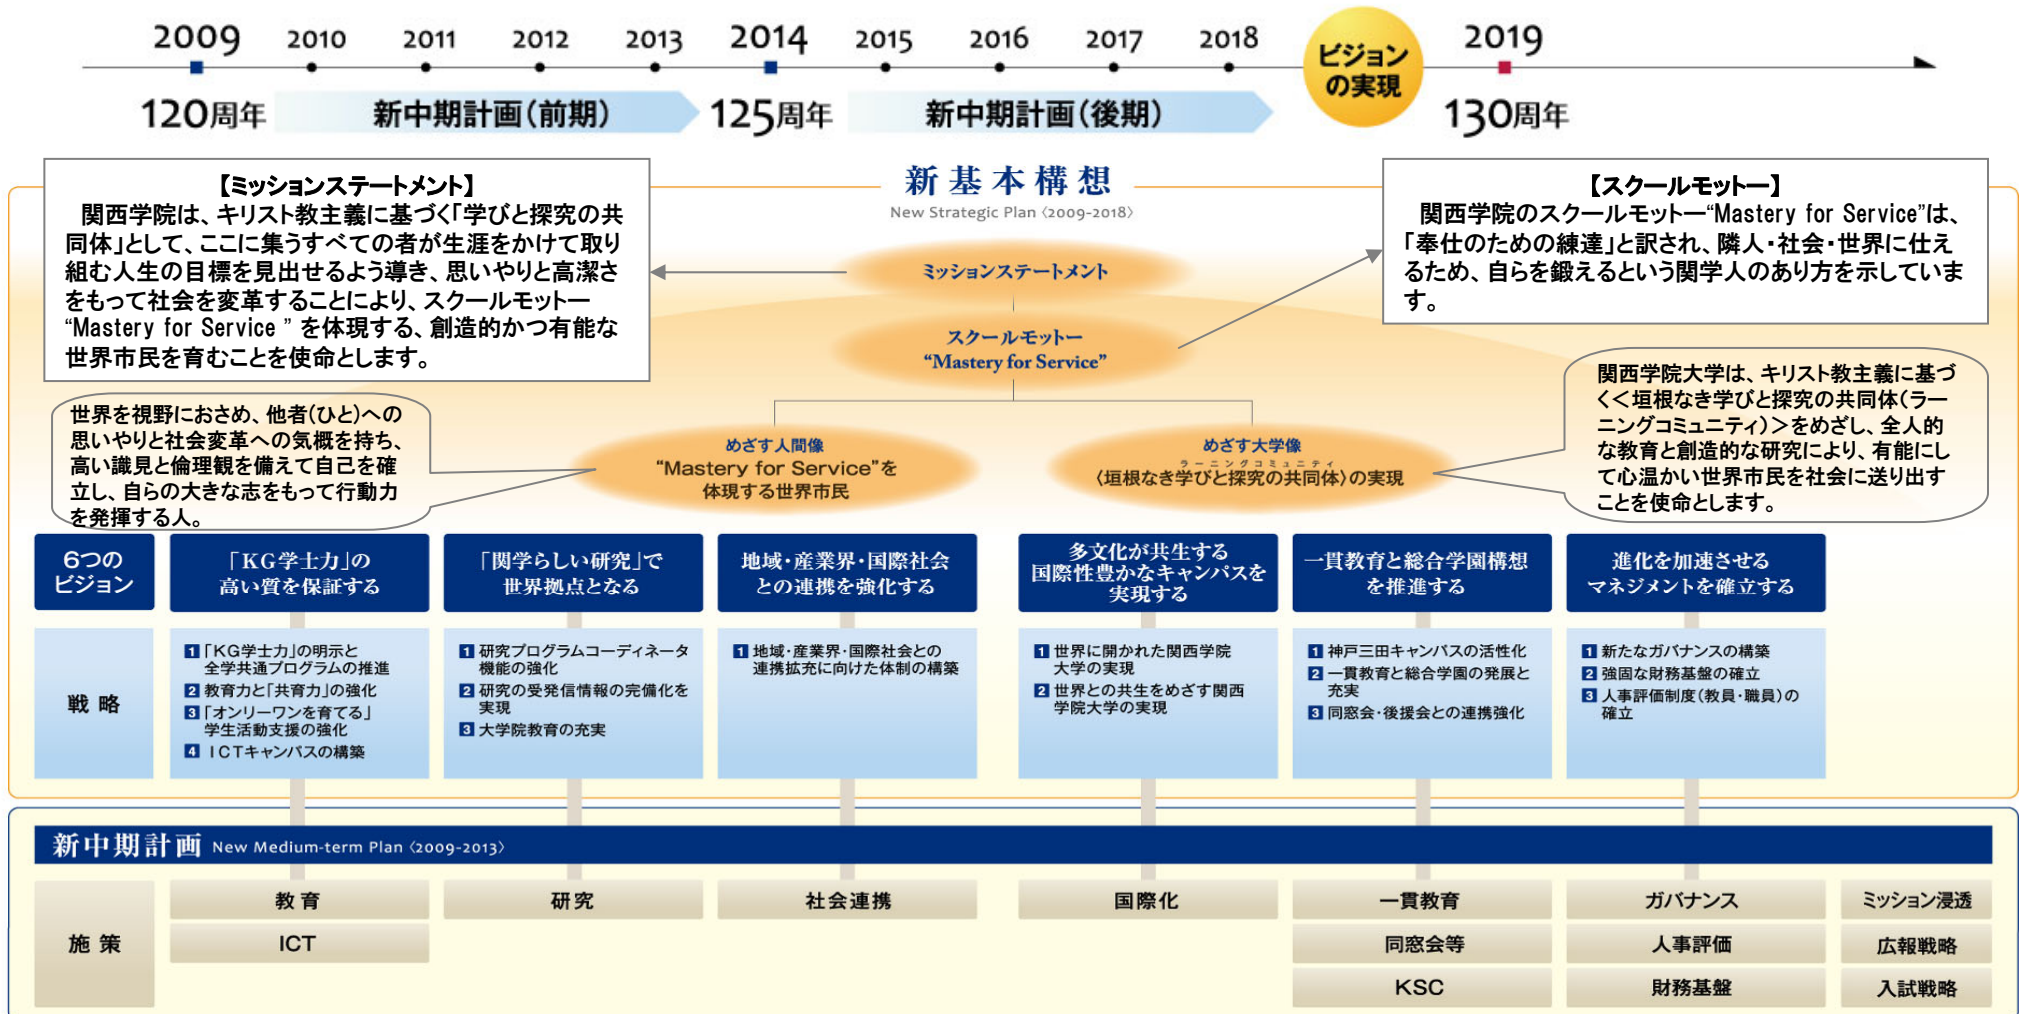 2009 2010 2011 2012 2013 2014 2015 2016 2017 2018 ビジョンの実現 2019
120周年 新中期計画(前期) 125周年 新中期計画(後期) 130周年
新基本構想
New Strategic Plan〈2009-2018〉
【ミッションステートメント】
関西学院は、キリスト教主義に基づく「学びと探究の共
同体」として、ここに集うすべての者が生涯をかけて取り
組む人生の目標を見出せるよう導き、思いやりと高潔さ
をもって社会を変革することにより、スクールモットー
“Mastery for Service ” を体現する、創造的かつ有能な
世界市民を育むことを使命とします。
【スクールモットー】
関西学院のスクールモットー“Mastery for Service”は、
「奉仕のための練達」と訳され、隣人・社会・世界に仕え
るため、自らを鍛えるという関学人のあり方を示していま
す。
ミッションステートメント
スクールモットー
“Mastery for Service”
世界を視野におさめ、他者(ひと)への
思いやりと社会変革への気概を持ち、
高い識見と倫理観を備えて自己を確
立し、自らの大きな志をもって行動力
を発揮する人。
めざす人間像
“Mastery for Service”を
体現する世界市民
めざす大学像
ラーニングコミュニティ
〈垣根なき学びと探究の共同体〉の実現
関西学院大学は、キリスト教主義に基づ
く<垣根なき学びと探究の共同体(ラー
ニングコミュニティ)>をめざし、全人的
な教育と創造的な研究により、有能にし
て心温かい世界市民を社会に送り出す
ことを使命とします。
6つの
ビジョン
「KG学士力」の
高い質を保証する
「関学らしい研究」で
世界拠点となる
地域・産業界・国際社会
との連携を強化する
多文化が共生する
国際性豊かなキャンパスを
実現する
一貫教育と総合学園構想
を推進する
進化を加速させる
マネジメントを確立する
戦略
1 「KG学士力」の明示と
全学共通プログラムの推進
2 教育力と「共育力」の強化
3 「オンリーワンを育てる」
学生活動支援の強化
4 ICTキャンパスの構築
1 研究プログラムコーディネータ
機能の強化
2 研究の受発信情報の完備化を
実現
3 大学院教育の充実
1 地域・産業界・国際社会との
連携拡充に向けた体制の構築
1 世界に開かれた関西学院
大学の実現
2 世界との共生をめざす関西
学院大学の実現
1 神戸三田キャンパスの活性化
2 一貫教育と総合学園の発展と
充実
3 同窓会・後援会との連携強化
1 新たなガバナンスの構築
2 強固な財務基盤の確立
3 人事評価制度(教員・職員)の
確立
新中期計画 New Medium-term Plan〈2009-2013〉
施策
教育 研究 社会連携 国際化 一貫教育 ガバナンス ミッション浸透
ICT 同窓会等 人事評価 広報戦略
KSC 財務基盤 入試戦略